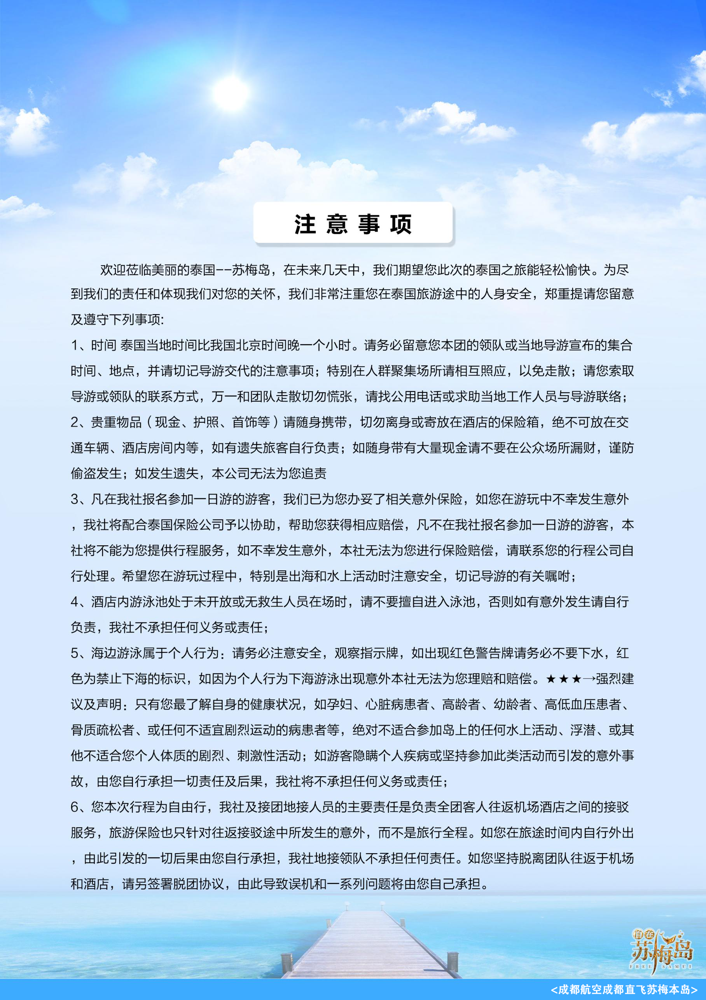 注意事项
欢迎莅临美丽的泰国--苏梅岛，在未来几天中，我们期望您此次的泰国之旅能轻松愉快。为尽
到我们的责任和体现我们对您的关怀，我们非常注重您在泰国旅游途中的人身安全，郑重提请您留意
及遵守下列事项:
1、时间 泰国当地时间比我国北京时间晚一个小时。请务必留意您本团的领队或当地导游宣布的集合
时间、地点，并请切记导游交代的注意事项；特别在人群聚集场所请相互照应，以免走散；请您索取
导游或领队的联系方式，万一和团队走散切勿慌张，请找公用电话或求助当地工作人员与导游联络；
2、贵重物品（现金、护照、首饰等）请随身携带，切勿离身或寄放在酒店的保险箱，绝不可放在交
通车辆、酒店房间内等，如有遗失旅客自行负责；如随身带有大量现金请不要在公众场所漏财，谨防
偷盗发生；如发生遗失，本公司无法为您追责
3、凡在我社报名参加一日游的游客，我们已为您办妥了相关意外保险，如您在游玩中不幸发生意外
，我社将配合泰国保险公司予以协助，帮助您获得相应赔偿，凡不在我社报名参加一日游的游客，本
社将不能为您提供行程服务，如不幸发生意外，本社无法为您进行保险赔偿，请联系您的行程公司自
行处理。希望您在游玩过程中，特别是出海和水上活动时注意安全，切记导游的有关嘱咐；
4、酒店内游泳池处于未开放或无救生人员在场时，请不要擅自进入泳池，否则如有意外发生请自行
负责，我社不承担任何义务或责任；
5、海边游泳属于个人行为：请务必注意安全，观察指示牌，如出现红色警告牌请务必不要下水，红
色为禁止下海的标识，如因为个人行为下海游泳出现意外本社无法为您理赔和赔偿。★★★→强烈建
议及声明：只有您最了解自身的健康状况，如孕妇、心脏病患者、高龄者、幼龄者、高低血压患者、
骨质疏松者、或任何不适宜剧烈运动的病患者等，绝对不适合参加岛上的任何水上活动、浮潜、或其
他不适合您个人体质的剧烈、刺激性活动；如游客隐瞒个人疾病或坚持参加此类活动而引发的意外事
故，由您自行承担一切责任及后果，我社将不承担任何义务或责任；
6、您本次行程为自由行，我社及接团地接人员的主要责任是负责全团客人往返机场酒店之间的接驳
服务，旅游保险也只针对往返接驳途中所发生的意外，而不是旅行全程。如您在旅途时间内自行外出
，由此引发的一切后果由您自行承担，我社地接领队不承担任何责任。如您坚持脱离团队往返于机场
和酒店，请另签署脱团协议，由此导致误机和一系列问题将由您自己承担。
自在
苏梅岛
FREE SAMUI
<成都航空成都直飞苏梅本岛>